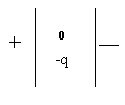 + 0 —
-q